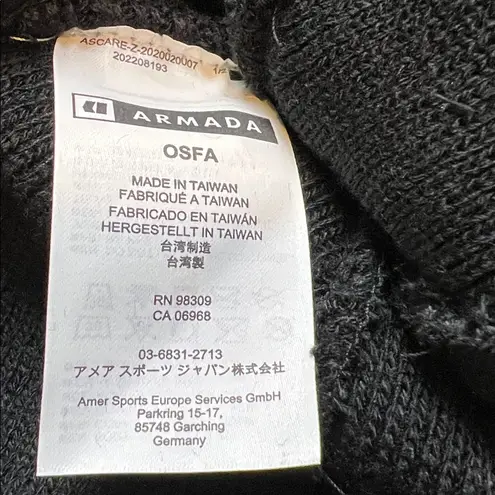 ASCARE-Z-2020020007 1/2
202208193
ARMADA
OSFA
MADE IN TAIWAN
FABRIQUÉ A TAIWAN
FABRICADO EN TAIWÁN
HERGESTELLT IN TAIWAN
台湾制造
台湾製
RN 98309
CA 06968
03-6831-2713
アメア スポーツ ジャパン株式会社
Amer Sports Europe Services GmbH
Parkring 15-17,
85748 Garching
Germany